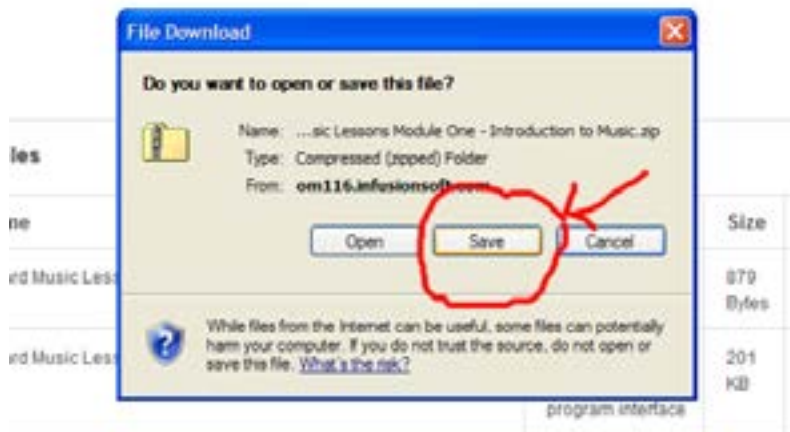 File Download
Do you want to open or save this file?
Name: ...sic Lessons Module One - Introduction to Music.zip
Type: Compressed (zipped) Folder
From: om116.infusionsoft.com
Open Save Cancel
While files from the Internet can be useful, some files can potentially
harm your computer. If you do not trust the source, do not open or
save this file. What's the risk?
les
me Size
rd Music Less 879
Bytes
rd Music Less 201
KB
program interface